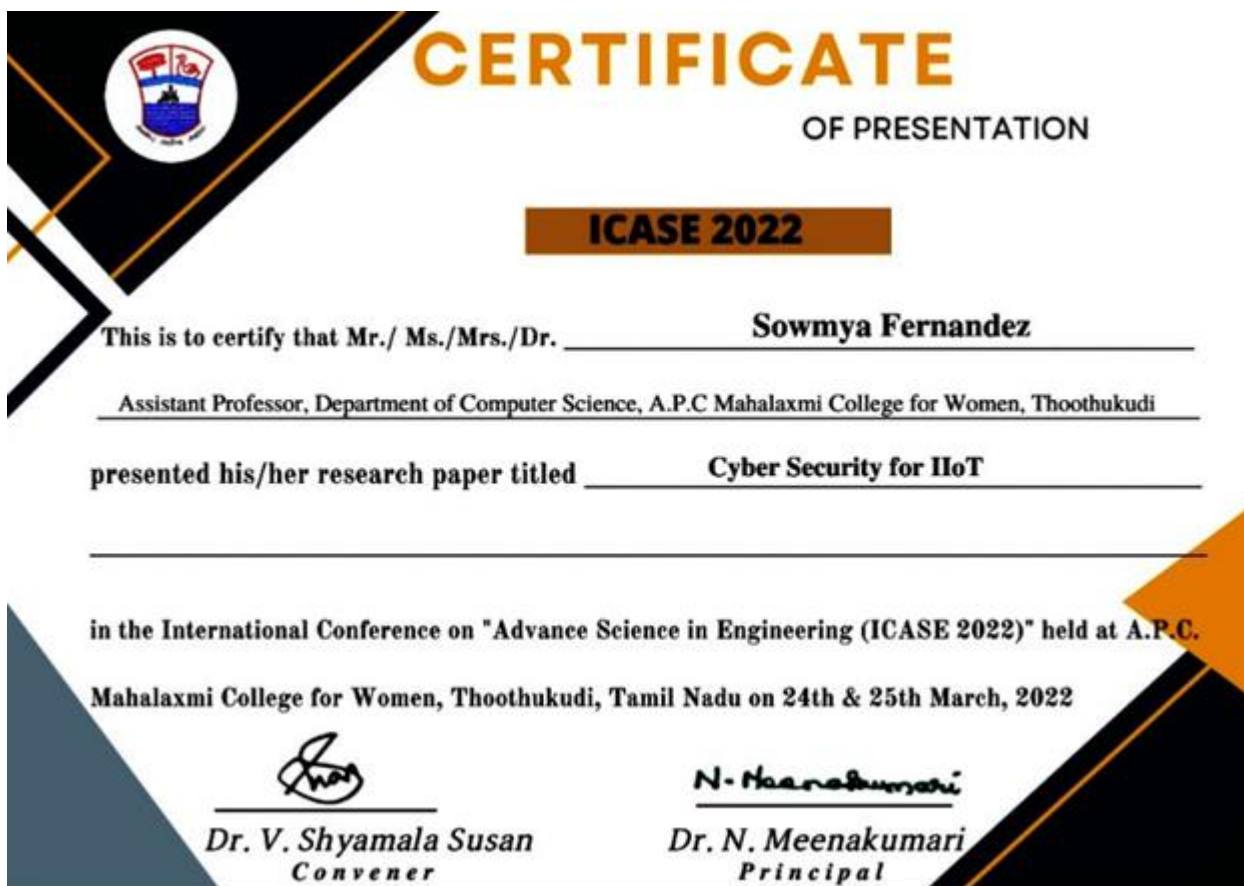 CERTIFICATE
OF PRESENTATION
ICASE 2022
This is to certify that Mr./ Ms./Mrs./Dr. Sowmya Fernandez
Assistant Professor, Department of Computer Science, A.P.C Mahalaxmi College for Women, Thoothukudi
presented his/her research paper titled Cyber Security for IIoT
in the International Conference on "Advance Science in Engineering (ICASE 2022)" held at A.P.C.
Mahalaxmi College for Women, Thoothukudi, Tamil Nadu on 24th & 25th March, 2022
N. Meenakumari
Dr. V. Shyamala Susan
Dr. N. Meenakumari
Convener
Principal